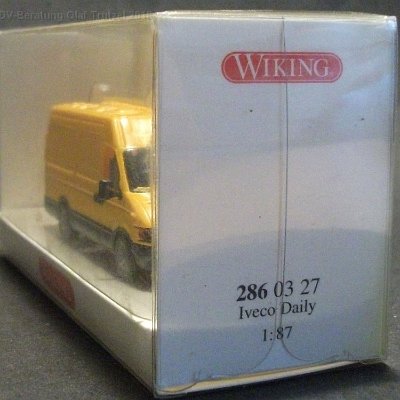 WIKING
286 03 27
Iveco Daily
1:87